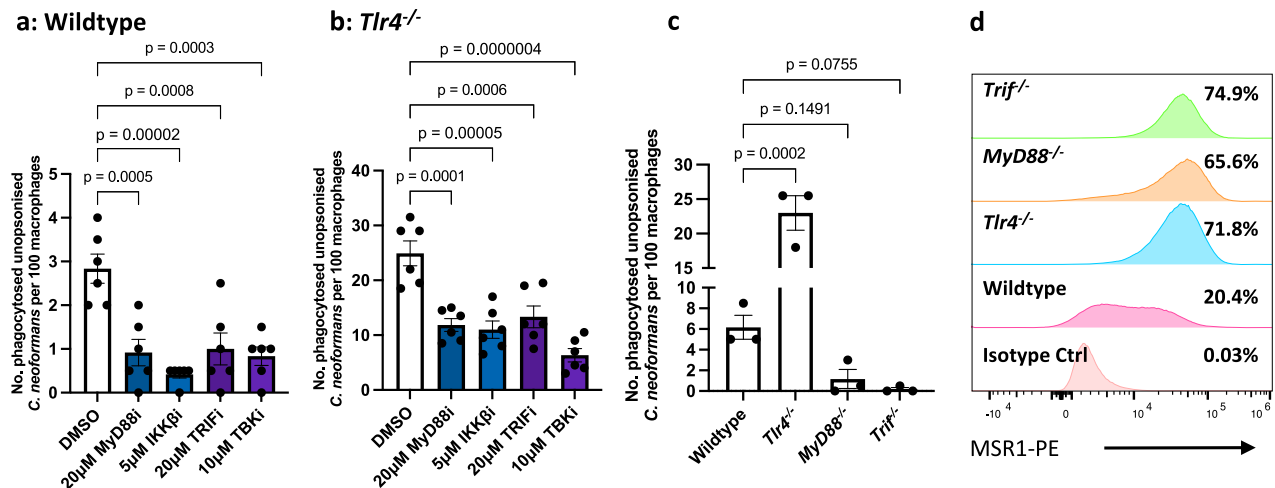 a: Wildtype
p = 0.0003
p = 0.0008
p = 0.00002
p = 0.0005
No. phagocytosed unopsonised
C. neoformans per 100 macrophages
5
4
3
2
1
0
DMSO
20µM MyD88i
5µM IKKβi
20µM TRIFi
10µM TBKi
b: Tlr4-/-
p = 0.0000004
p = 0.0006
p = 0.00005
p = 0.0001
No. phagocytosed unopsonised
C. neoformans per 100 macrophages
40
30
20
10
0
DMSO
20µM MyD88i
5µM IKKβi
20µM TRIFi
10µM TBKi
c
p = 0.0755
p = 0.1491
p = 0.0002
No. phagocytosed unopsonised
C. neoformans per 100 macrophages
30
25
20
15
8
6
4
2
0
Wildtype
Tlr4-/-
MyD88-/-
Trif-/-
d
Trif-/- 74.9%
MyD88-/- 65.6%
Tlr4-/- 71.8%
Wildtype 20.4%
Isotype Ctrl 0.03%
-10 4 0 10 4 10 5 10 6
MSR1-PE